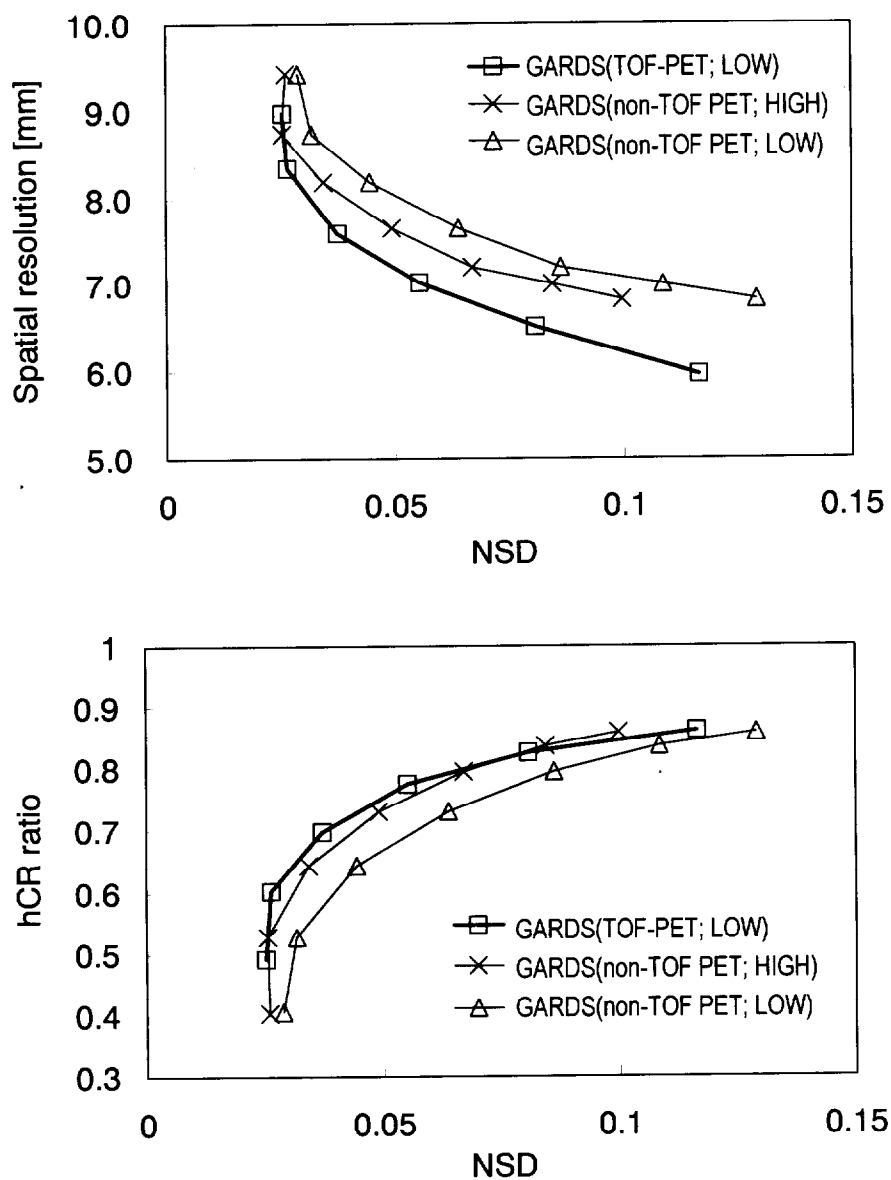 10.0
9.0
8.0
7.0
6.0
5.0
Spatial resolution [mm]
GARDS(TOF-PET; LOW)
GARDS(non-TOF PET; HIGH)
GARDS(non-TOF PET; LOW)
0
0.05
0.1
0.15
NSD
1
0.9
0.8
0.7
0.6
0.5
0.4
0.3
hCR ratio
GARDS(TOF-PET; LOW)
GARDS(non-TOF PET; HIGH)
GARDS(non-TOF PET; LOW)
0
0.05
0.1
0.15
NSD